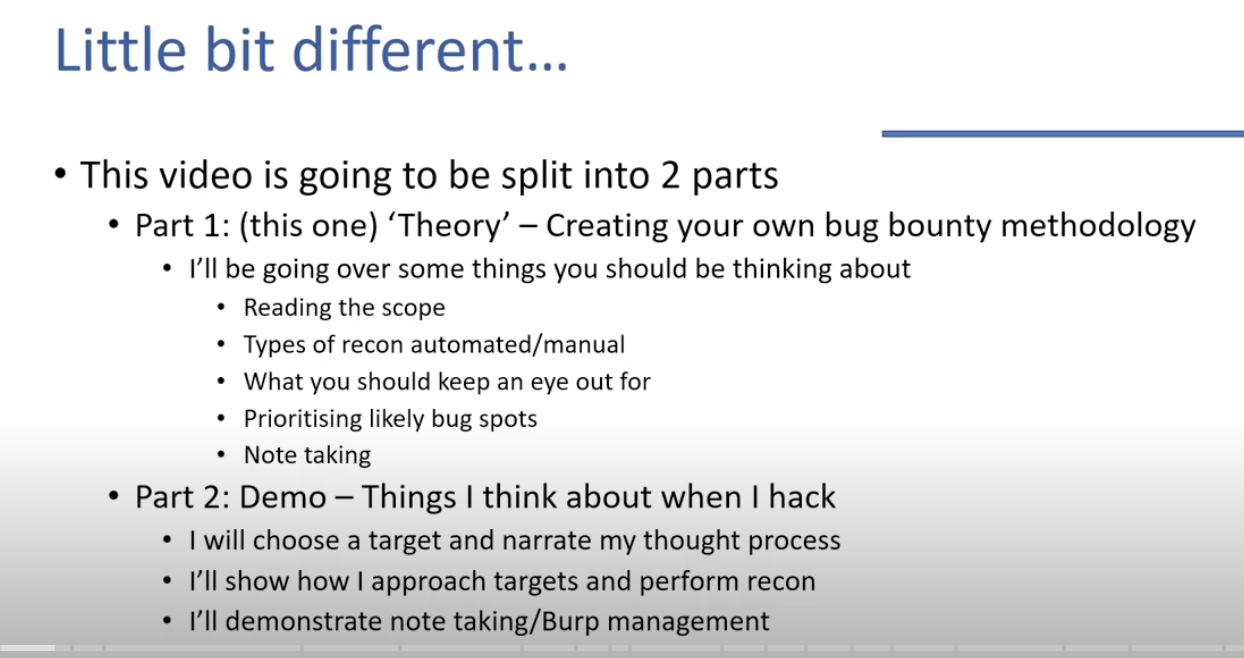 Little bit different...
• This video is going to be split into 2 parts
• Part 1: (this one) ‘Theory’ – Creating your own bug bounty methodology
• I’ll be going over some things you should be thinking about
• Reading the scope
• Types of recon automated/manual
• What you should keep an eye out for
• Prioritising likely bug spots
• Note taking
• Part 2: Demo – Things I think about when I hack
• I will choose a target and narrate my thought process
• I’ll show how I approach targets and perform recon
• I’ll demonstrate note taking/Burp management